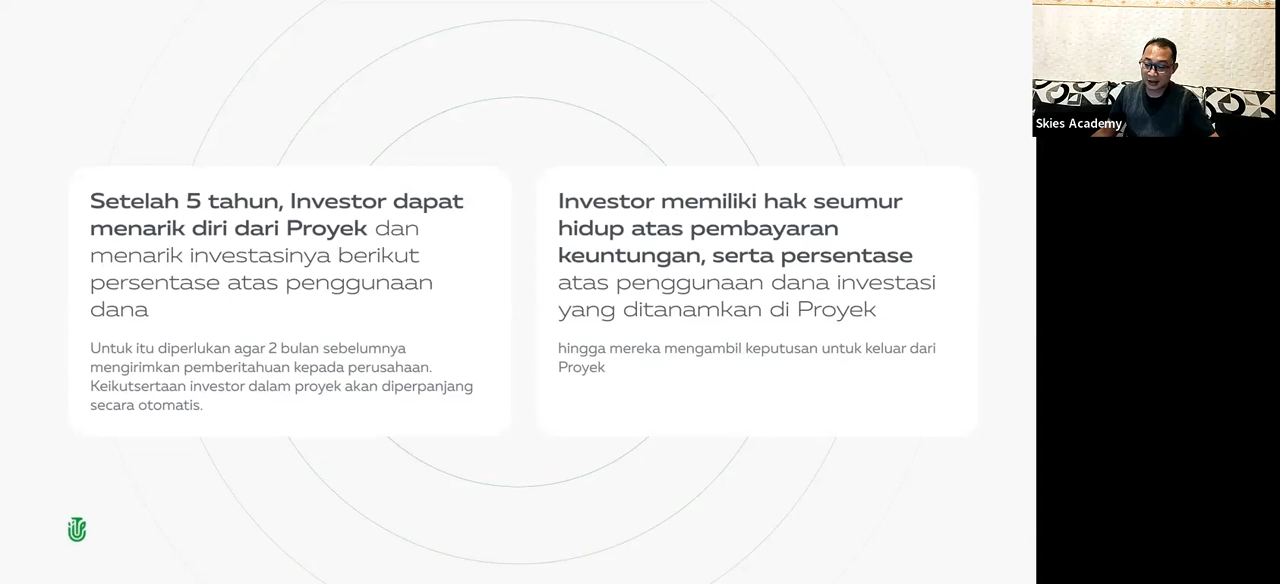 Setelah 5 tahun, Investor dapat
menarik diri dari Proyek dan
menarik investasinya berikut
persentase atas penggunaan
dana
Untuk itu diperlukan agar 2 bulan sebelumnya
mengirimkan pemberitahuan kepada perusahaan.
Keikutsertaan investor dalam proyek akan diperpanjang
secara otomatis.
Investor memiliki hak seumur
hidup atas pembayaran
keuntungan, serta persentase
atas penggunaan dana investasi
yang ditanamkan di Proyek
hingga mereka mengambil keputusan untuk keluar dari
Proyek
Skies Academy